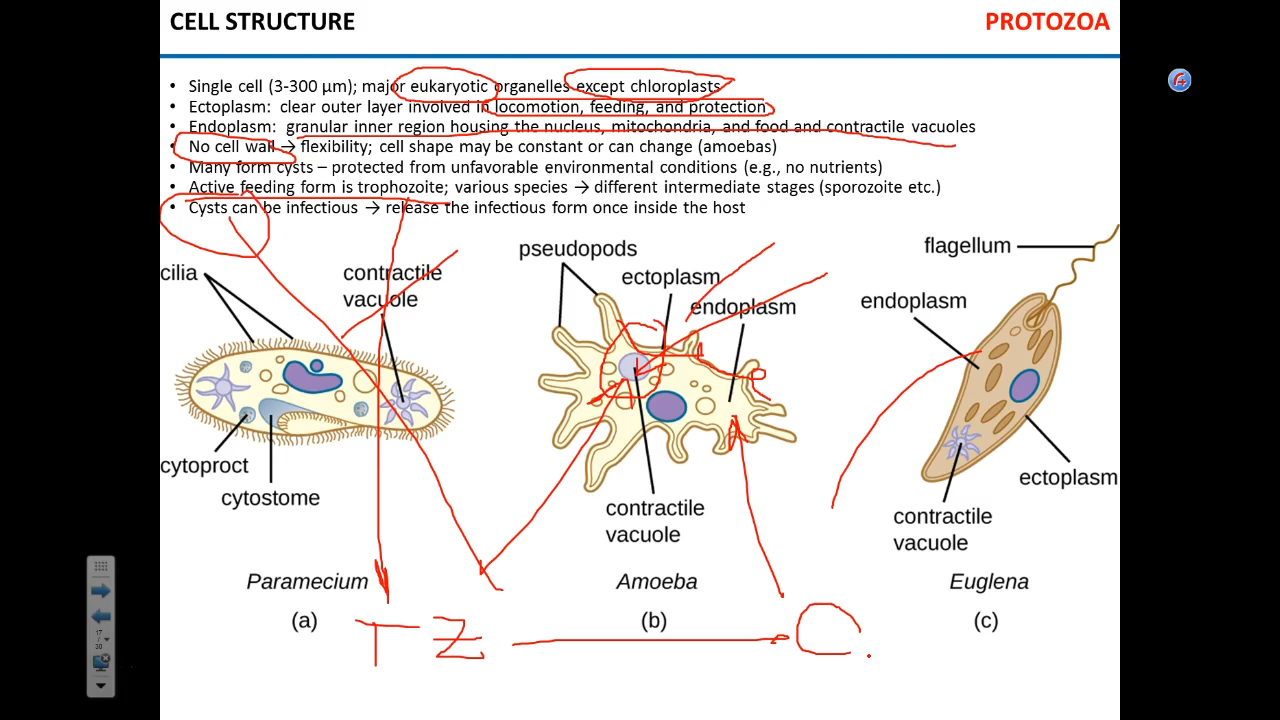 CELL STRUCTURE
PROTOZOA
• Single cell (3-300 µm); major eukaryotic organelles except chloroplasts
• Ectoplasm: clear outer layer involved in locomotion, feeding, and protection
• Endoplasm: granular inner region housing the nucleus, mitochondria, and food and contractile vacuoles
• No cell wall → flexibility; cell shape may be constant or can change (amoebas)
• Many form cysts – protected from unfavorable environmental conditions (e.g., no nutrients)
• Active feeding form is trophozoite; various species → different intermediate stages (sporozoite etc.)
• Cysts can be infectious → release the infectious form once inside the host
cilia
contractile
vacuole
cytoproct
cytostome
Paramecium
(a)
pseudopods
ectoplasm
endoplasm
contractile
vacuole
Amoeba
(b)
flagellum
endoplasm
ectoplasm
contractile
vacuole
Euglena
(c)
TZ
C.
17
/
30